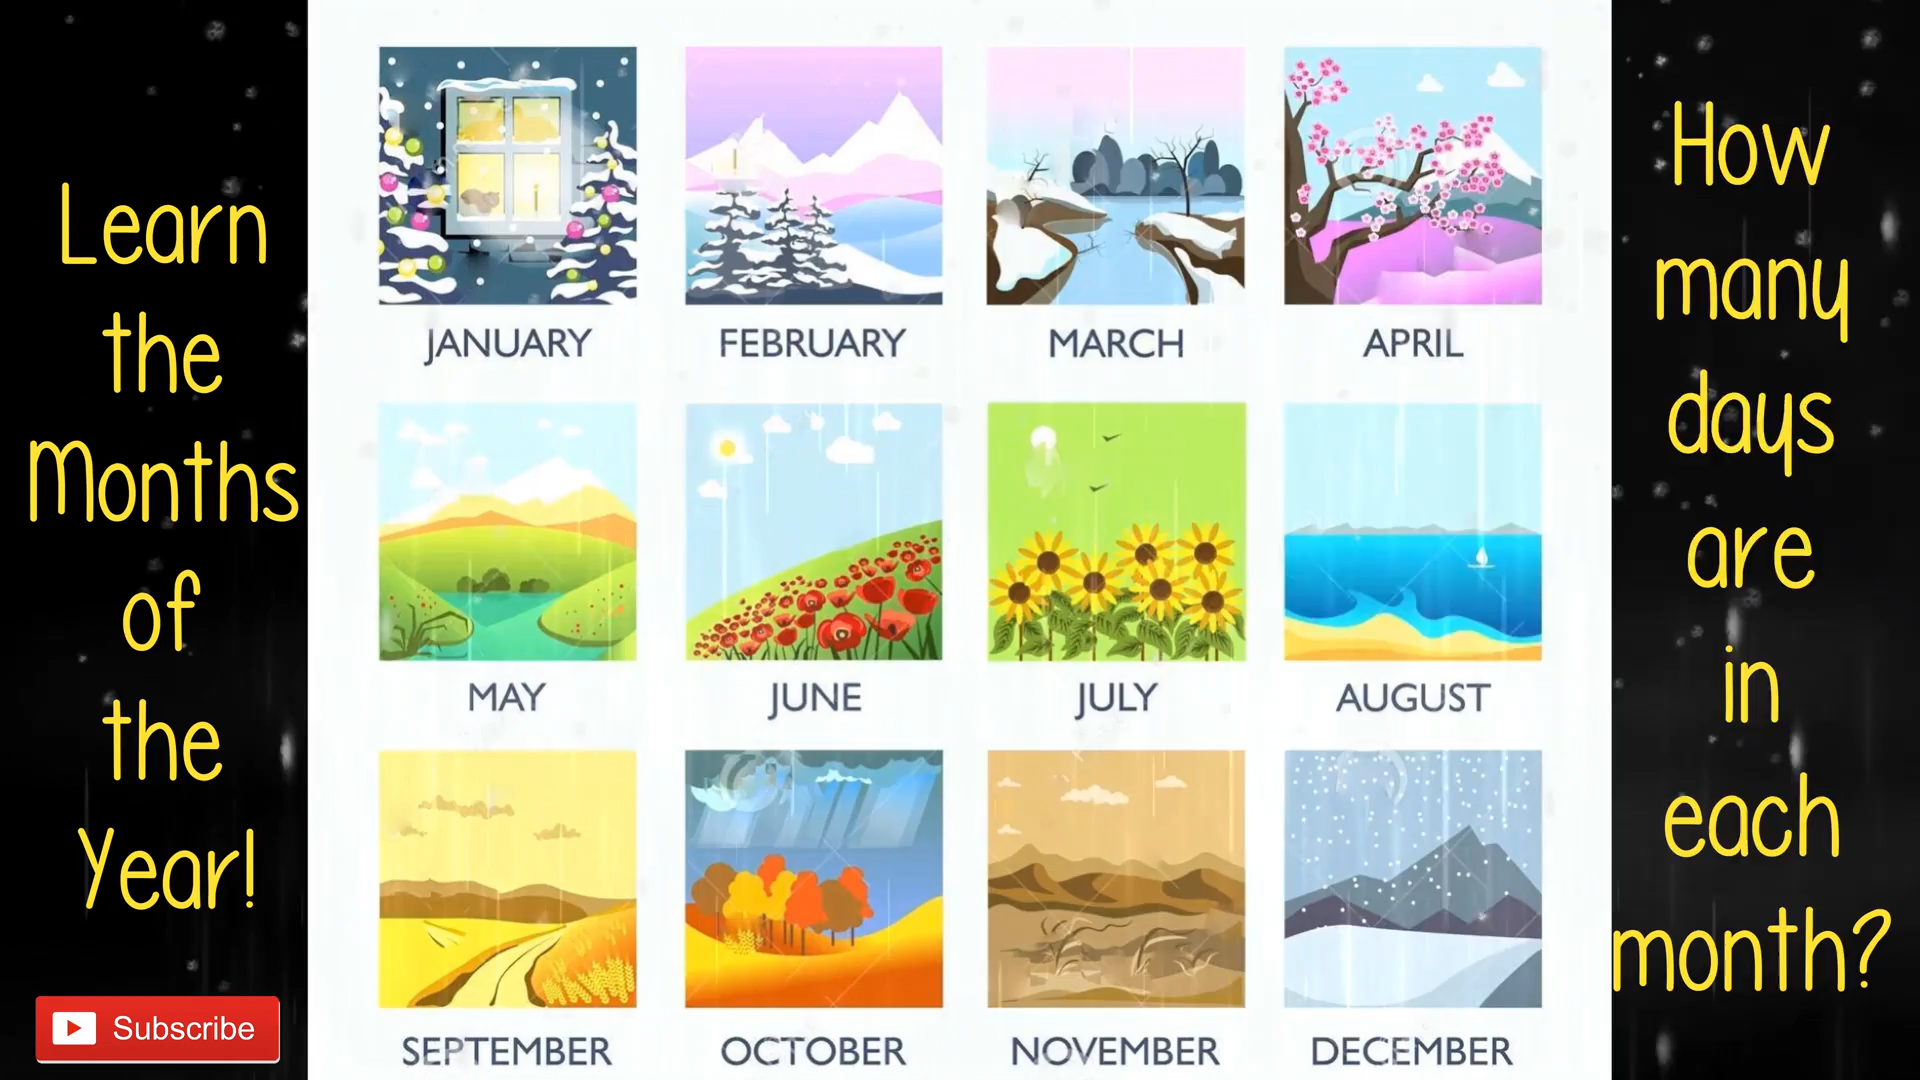 Learn
the
Months
of
the
Year!
Subscribe
JANUARY
FEBRUARY
MARCH
APRIL
MAY
JUNE
JULY
AUGUST
SEPTEMBER
OCTOBER
NOVEMBER
DECEMBER
How
many
days
are
in
each
month?